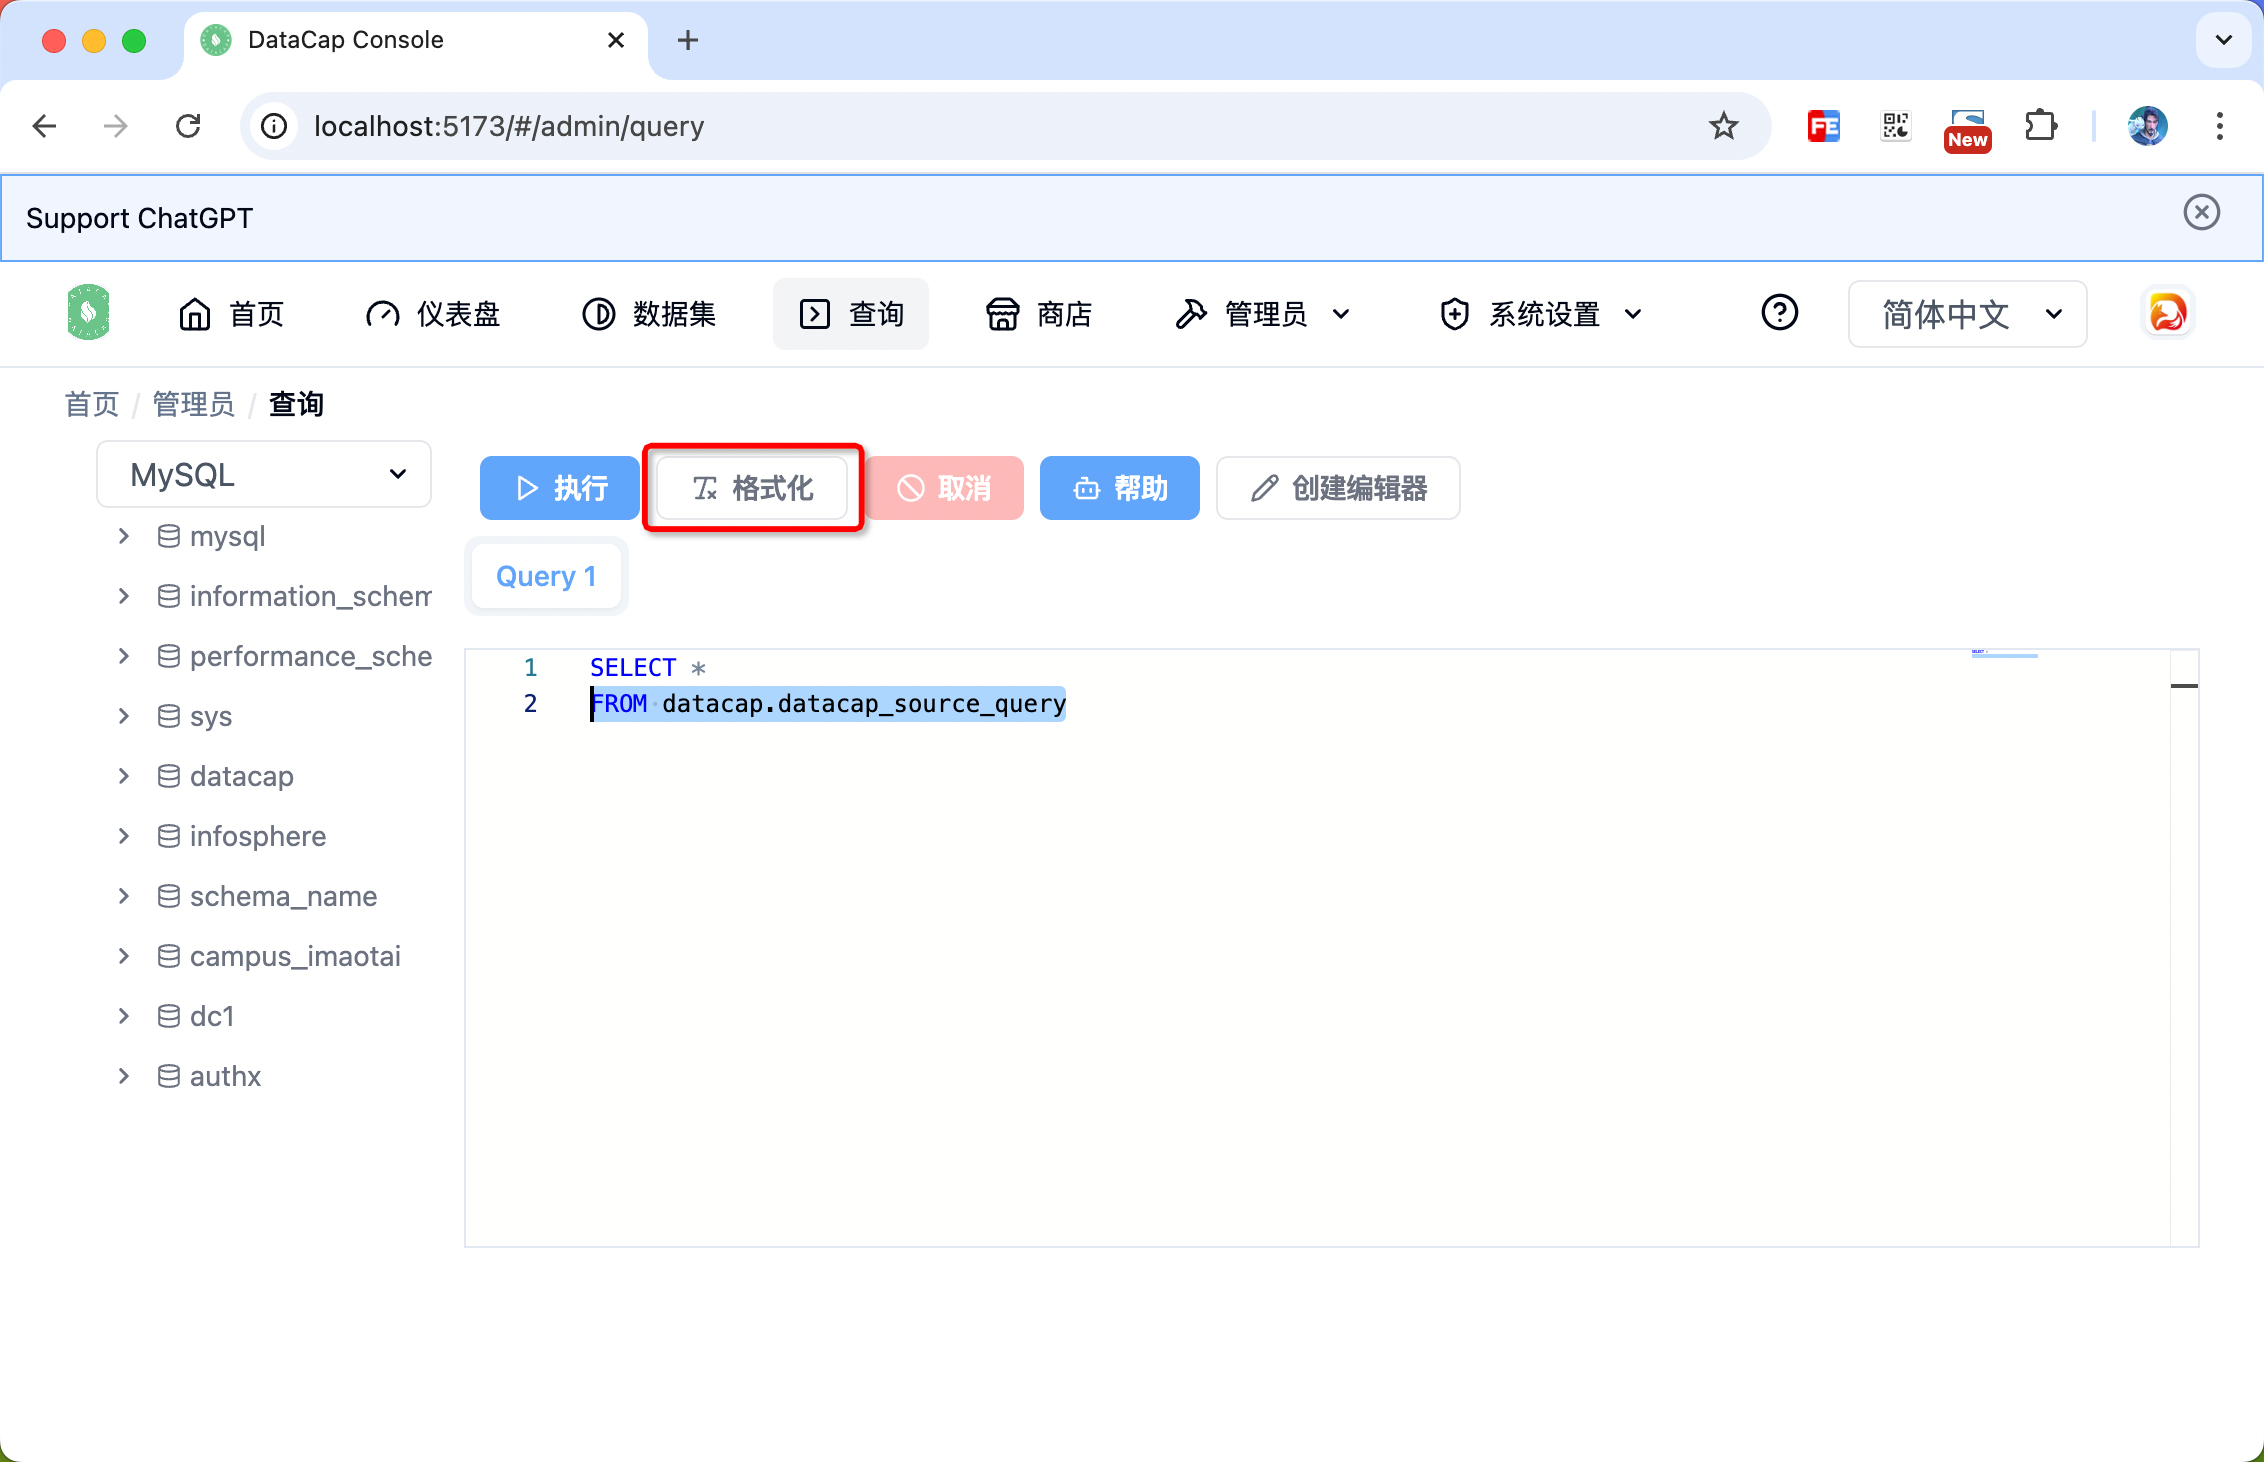 DataCap Console
localhost:5173/#/admin/query
New
Support ChatGPT
首页 仪表盘 数据集 查询 商店 管理员 系统设置 简体中文
首页 / 管理员 / 查询
MySQL
执行 格式化 取消 帮助 创建编辑器
mysql
information_schem
performance_sche
sys
datacap
infosphere
schema_name
campus_imaotai
dc1
authx
Query 1
1 SELECT *
2 FROM datacap.datacap_source_query